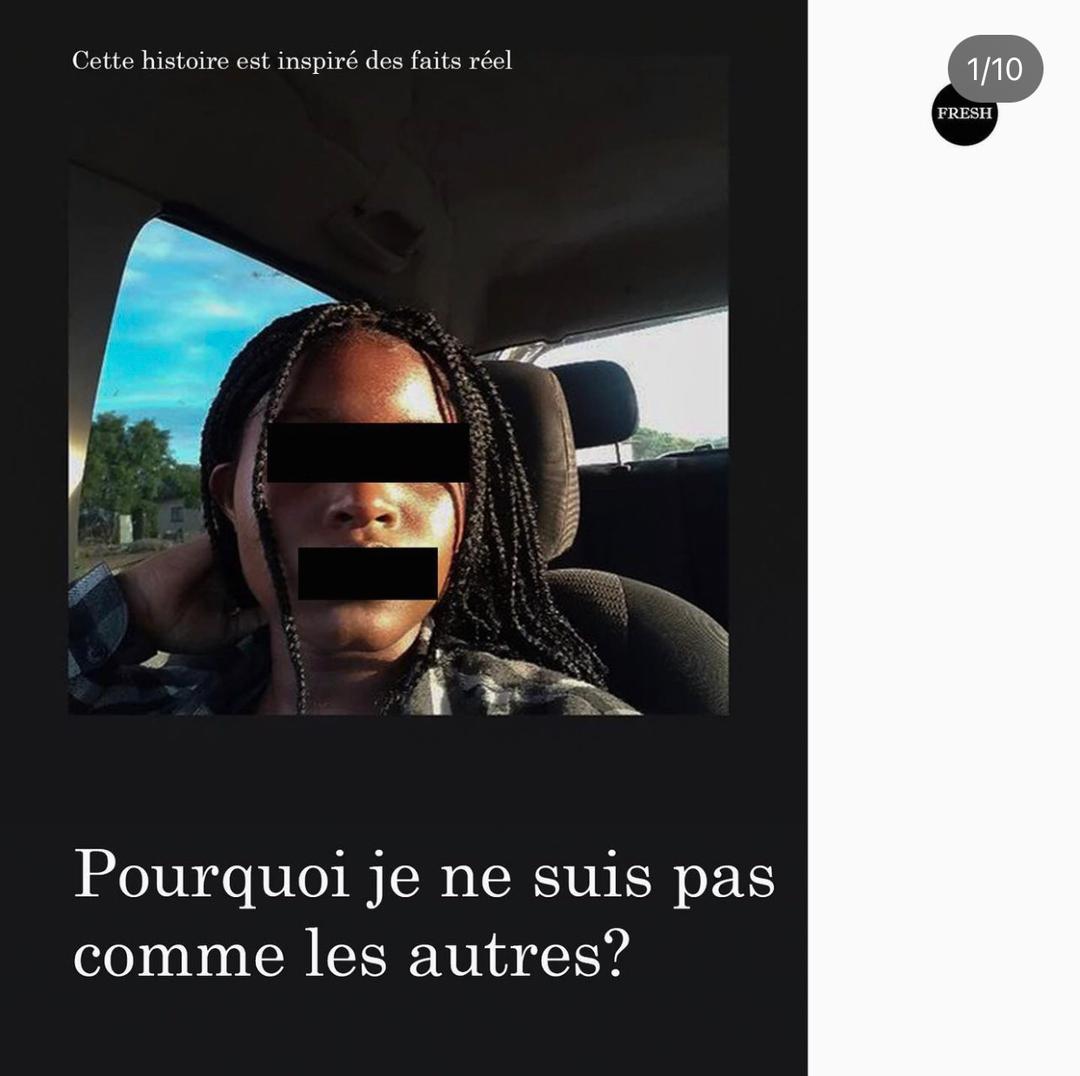 Cette histoire est inspiré des faits réel
1/10
FRESH
Pourquoi je ne suis pas
comme les autres?